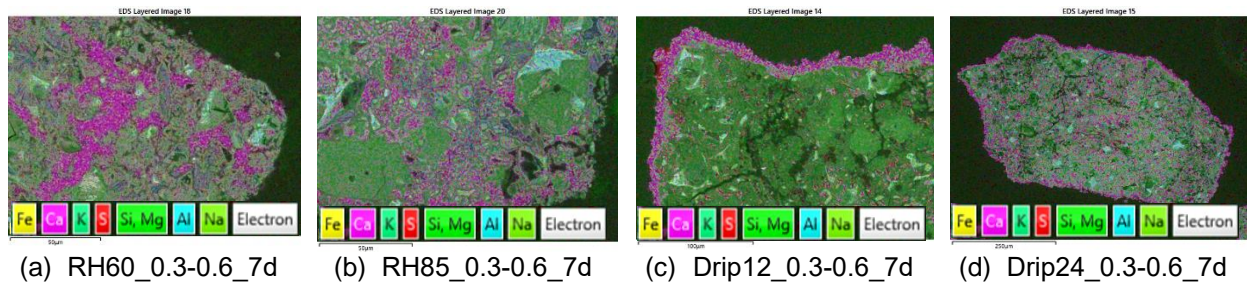 EDS Layered Image 18
EDS Layered Image 20
EDS Layered Image 14
EDS Layered Image 15
Fe Ca K S Si, Mg Al Na Electron
50µm
Fe Ca K S Si, Mg Al Na Electron
50µm
Fe Ca K S Si, Mg Al Na Electron
100µm
Fe Ca K S Si, Mg Al Na Electron
250µm
(a) RH60_0.3-0.6_7d
(b) RH85_0.3-0.6_7d
(c) Drip12_0.3-0.6_7d
(d) Drip24_0.3-0.6_7d